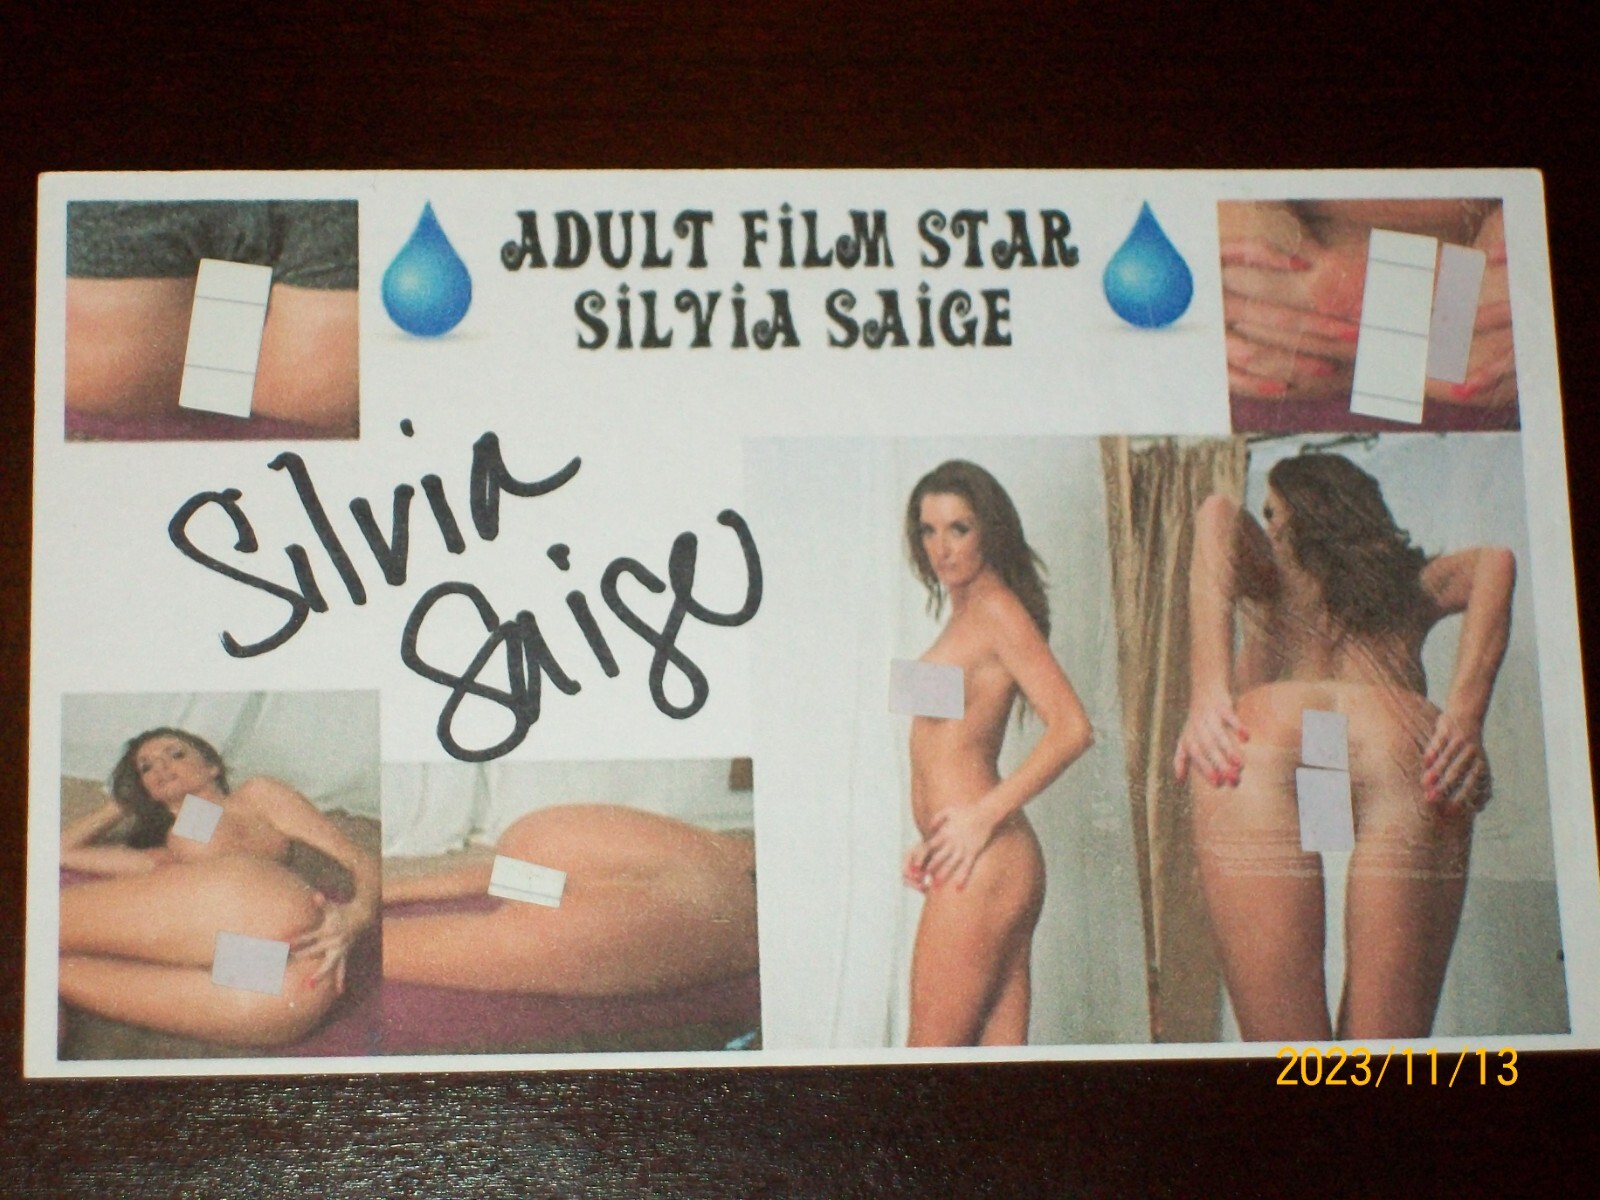 ADULT FiLM STAR
SiLViA SAiGE
Silvia
Saige
2023/11/13